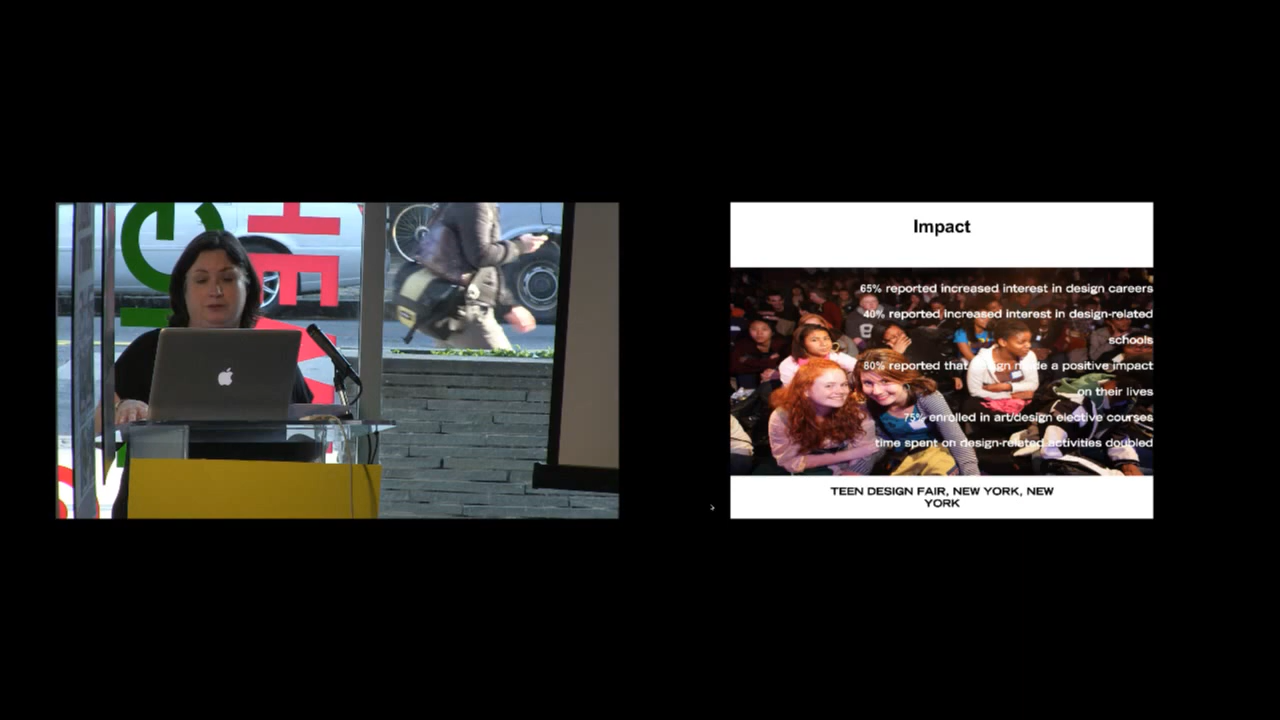 Impact
65% reported increased interest in design careers
40% reported increased interest in design-related
schools
80% reported that design made a positive impact
on their lives
75% enrolled in art/design elective courses
time spent on design-related activities doubled
TEEN DESIGN FAIR, NEW YORK, NEW
YORK